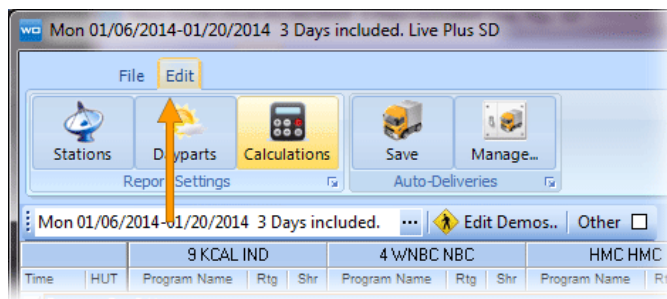 WO Mon 01/06/2014-01/20/2014 3 Days included. Live Plus SD
File Edit
Stations Dayparts Calculations Save Manage...
Report Settings Auto-Deliveries
Mon 01/06/2014-01/20/2014 3 Days included. ... Edit Demos.. Other
9 KCAL IND 4 WNBC NBC HMC HMC
Time HUT Program Name Rtg Shr Program Name Rtg Shr Program Name